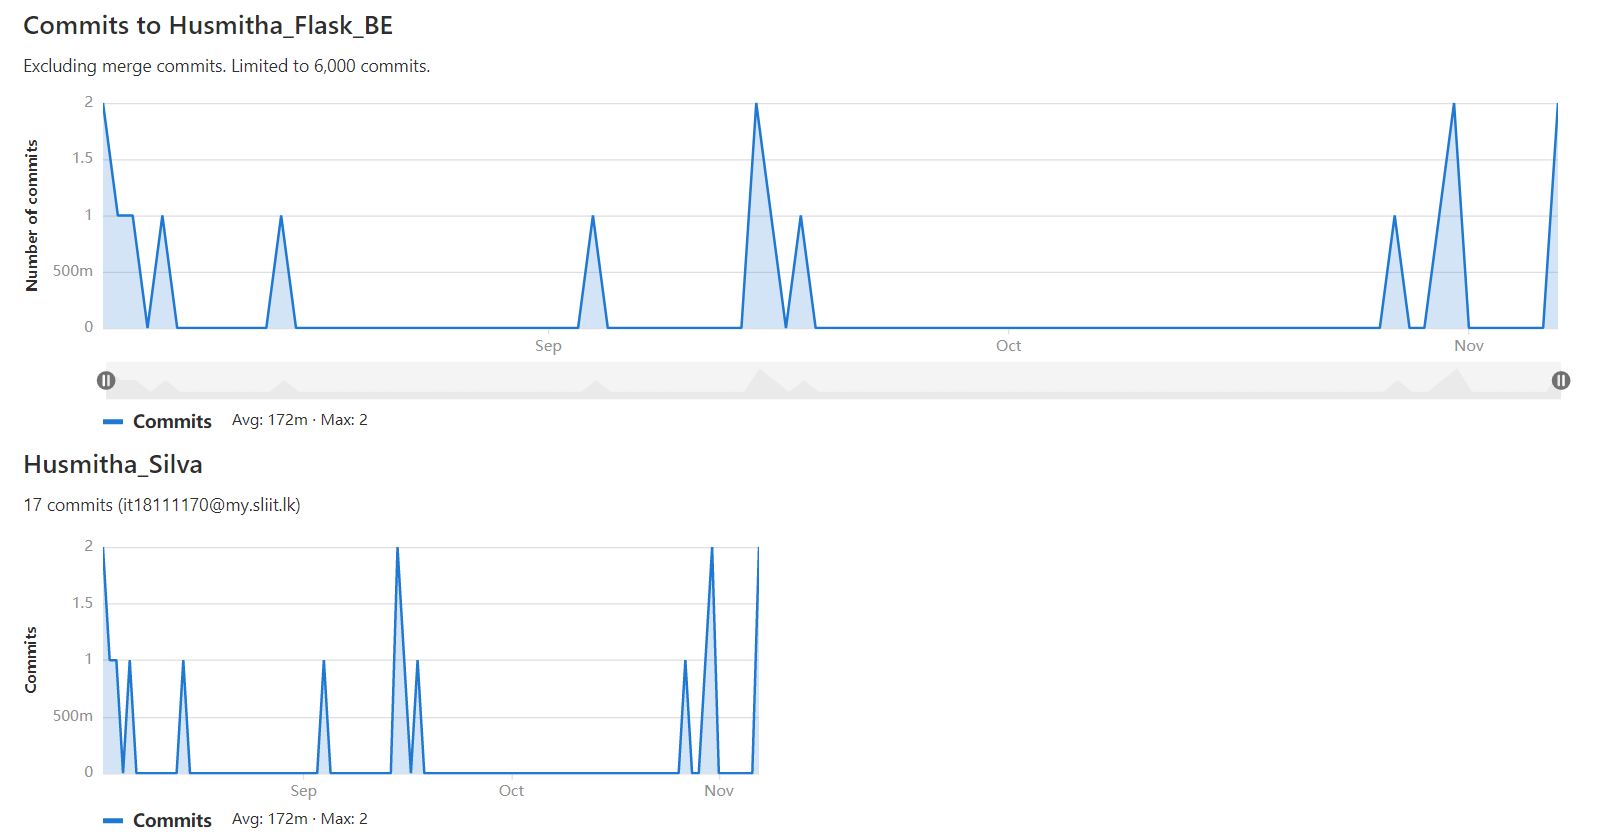 Commits to Husmitha_Flask_BE
Excluding merge commits. Limited to 6,000 commits.
Number of commits
2
1.5
1
500m
0
Sep Oct Nov
Commits Avg: 172m · Max: 2
Husmitha_Silva
17 commits (it18111170@my.sliit.lk)
Commits
2
1.5
1
500m
0
Sep Oct Nov
Commits Avg: 172m · Max: 2